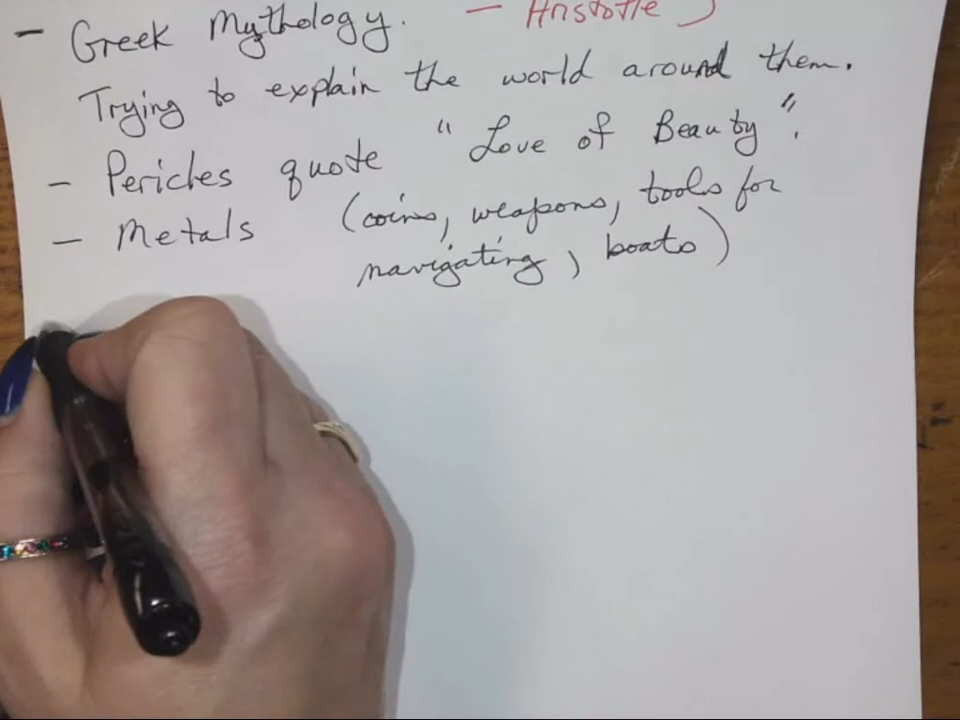 - Greek Mythology. - Aristotle )
Trying to explain the world around them.
- Pericles quote "Love of Beauty".
- Metals (coins, weapons, tools for
navigating, boats)